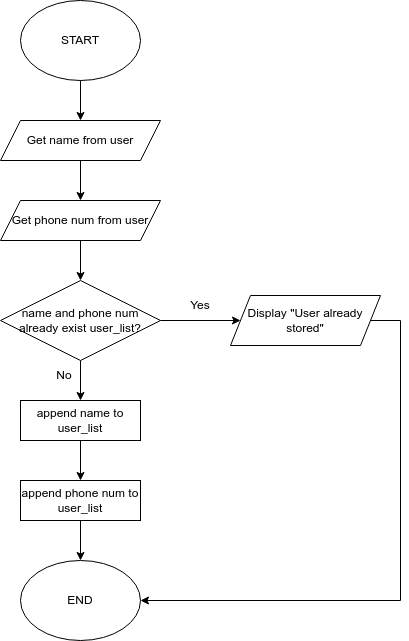 START
Get name from user
Get phone num from user
name and phone num
already exist user_list?
Yes
Display "User already
stored"
No
append name to
user_list
append phone num to
user_list
END